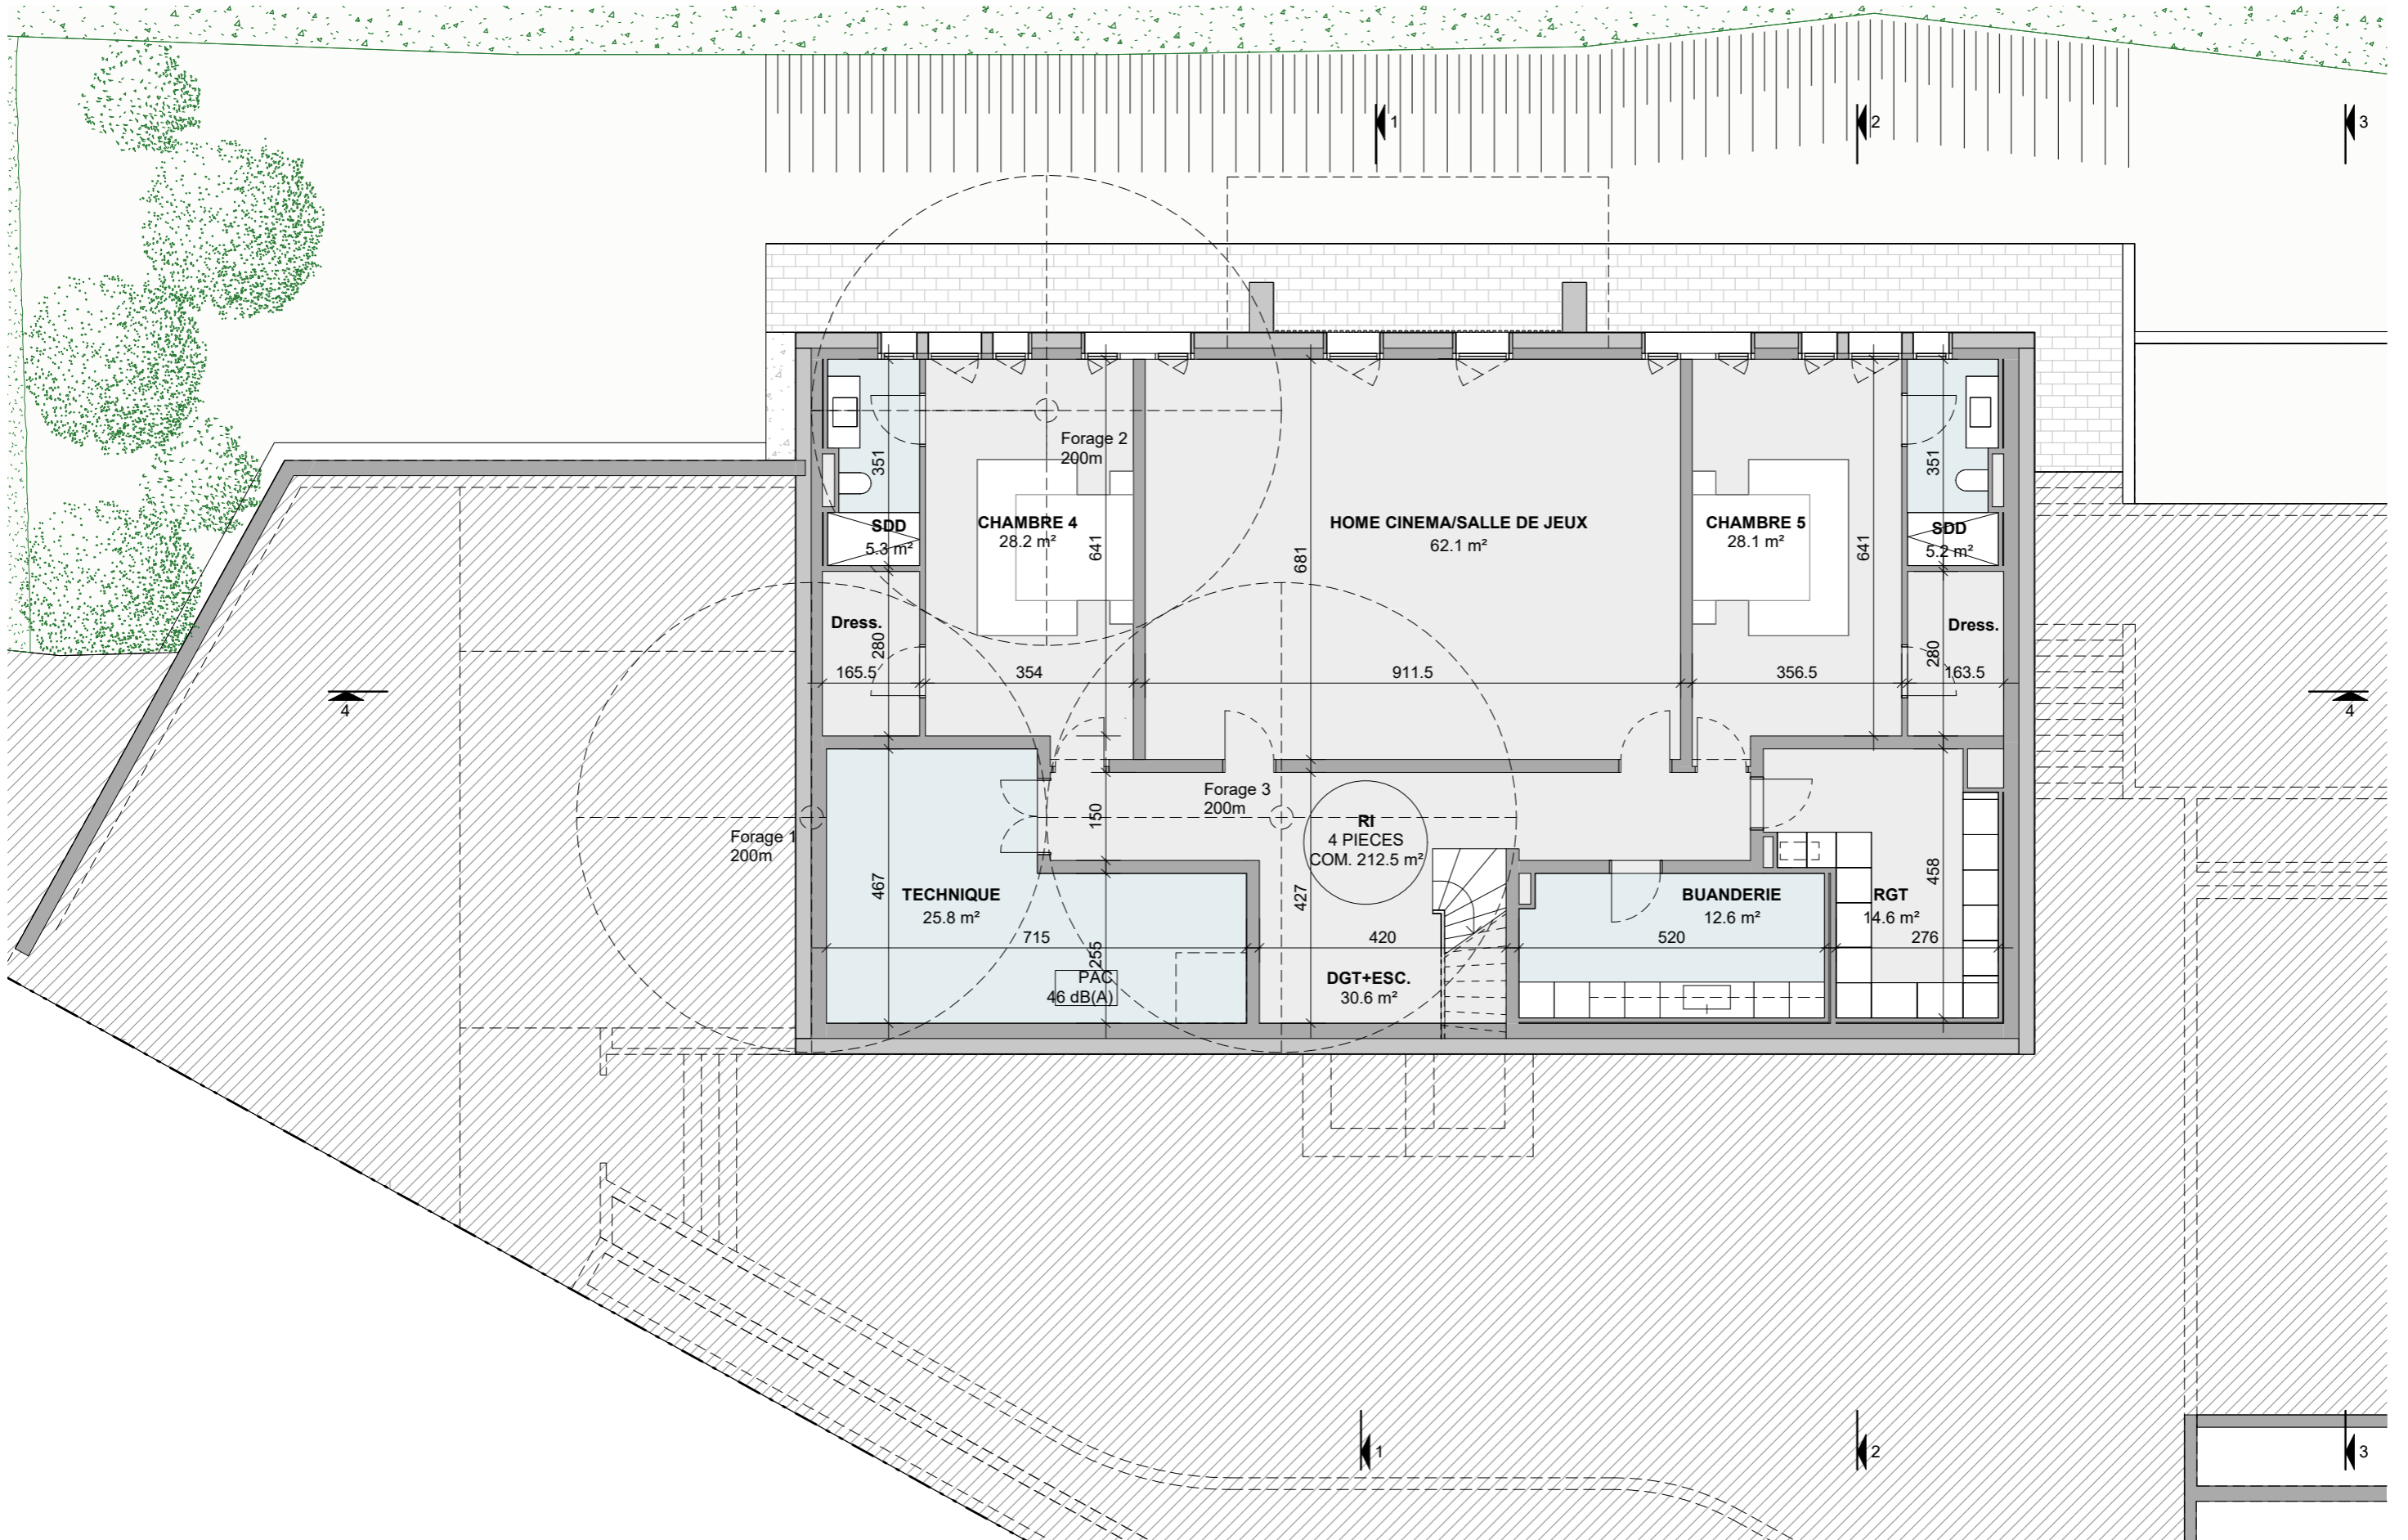 1
2
3
Forage 2
200m
351
351
SDD
5.3 m²
CHAMBRE 4
28.2 m²
641
HOME CINEMA/SALLE DE JEUX
62.1 m²
681
CHAMBRE 5
28.1 m²
641
SDD
5.2 m²
Dress.
280
Dress.
280
165.5
354
911.5
356.5
163.5
4
4
Forage 3
200m
150
RI
4 PIECES
COM. 212.5 m²
Forage 1
200m
467
TECHNIQUE
25.8 m²
427
BUANDERIE
12.6 m²
RGT
14.6 m²
458
715
255
420
520
276
PAC
46 dB(A)
DGT+ESC.
30.6 m²
1
2
3